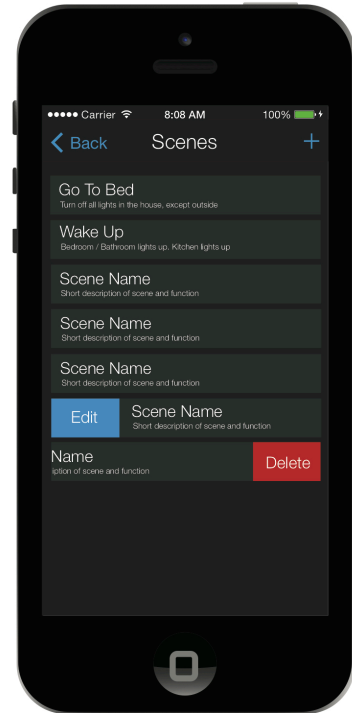 Carrier 8:08 AM 100%
Back Scenes +
Go To Bed
Turn off all lights in the house, except outside
Wake Up
Bedroom / Bathroom lights up. Kitchen lights up
Scene Name
Short description of scene and function
Scene Name
Short description of scene and function
Scene Name
Short description of scene and function
Edit Scene Name
Short description of scene and function
Name Delete
iption of scene and function